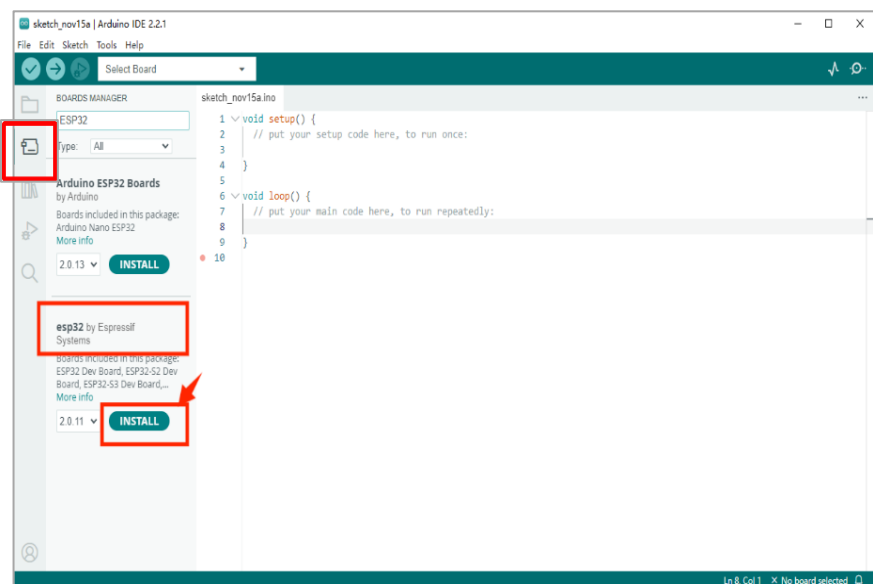 sketch_nov15a | Arduino IDE 2.2.1
File Edit Sketch Tools Help
Select Board
BOARDS MANAGER
ESP32
Type: All
Arduino ESP32 Boards
by Arduino
Boards included in this package:
Arduino Nano ESP32
More info
2.0.13
INSTALL
esp32 by Espressif
Systems
Boards included in this package:
ESP32 Dev Board, ESP32-S2 Dev
Board, ESP32-S3 Dev Board,...
More info
2.0.11
INSTALL
sketch_nov15a.ino
1 void setup() {
2 // put your setup code here, to run once:
3
4 }
5
6 void loop() {
7 // put your main code here, to run repeatedly:
8
9 }
10
Ln 8, Col 1 × No board selected